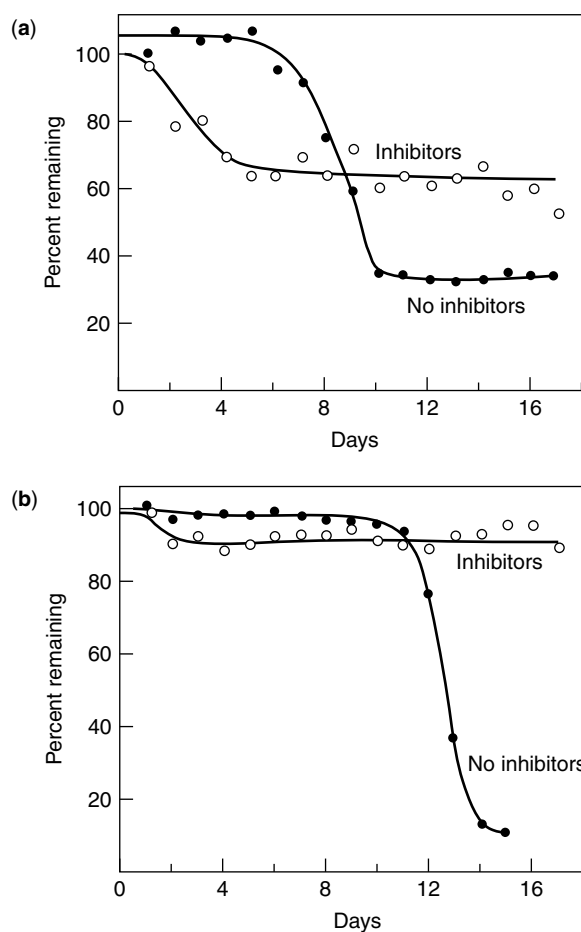 (a)
100
80
60
40
20
Percent remaining
Inhibitors
No inhibitors
0
4
8
12
16
Days
(b)
100
80
60
40
20
Percent remaining
Inhibitors
No inhibitors
0
4
8
12
16
Days